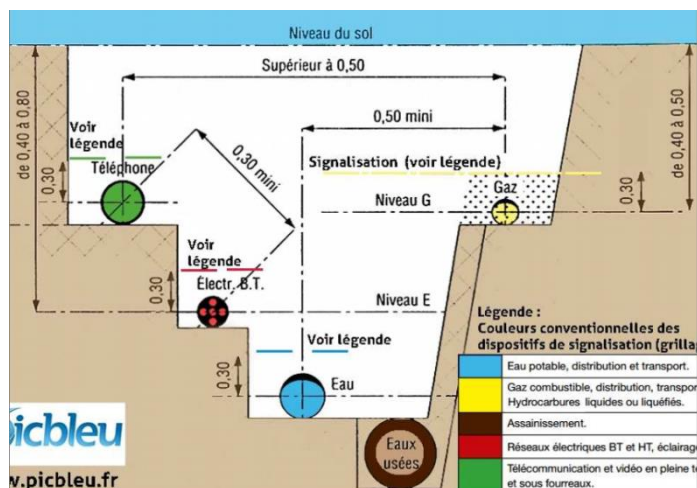 Niveau du sol
Supérieur à 0,50
0,50 mini
de 0,40 à 0,80
de 0,40 à 0,50
Voir
légende
Téléphone
0,30
0,30 mini
Signalisation (voir légende)
Gaz
0,30
Niveau G
Voir
légende
Électr. B.T.
0,30
Niveau E
Voir légende
0,30
Eau
Eaux
usées
Légende :
Couleurs conventionnelles des
dispositifs de signalisation (grilla
Eau potable, distribution et transport.
Gaz combustible, distribution, transpor
Hydrocarbures liquides ou liquéfiés.
Assainissement.
Réseaux électriques BT et HT, éclairag
Télécommunication et vidéo en pleine te
et sous fourreaux.
picbleu
w.picbleu.fr